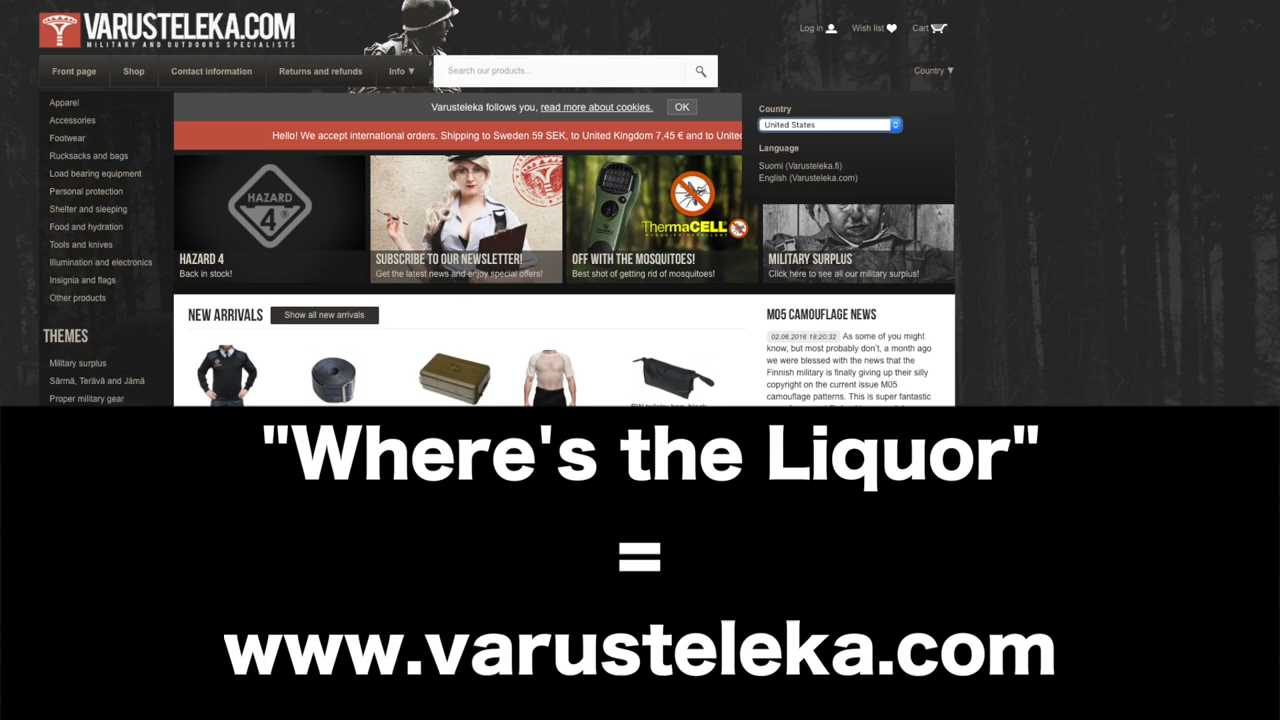 VARUSTELEKA.COM
MILITARY AND OUTDOORS SPECIALISTS
Log in
Wish list
Cart
Front page
Shop
Contact information
Returns and refunds
Info ▼
Search our products...
Country ▼
Apparel
Accessories
Footwear
Rucksacks and bags
Load bearing equipment
Personal protection
Shelter and sleeping
Food and hydration
Tools and knives
Illumination and electronics
Insignia and flags
Other products
THEMES
Military surplus
Särmä, Terävä and Jämä
Proper military gear
Varusteleka follows you, read more about cookies.
OK
Hello! We accept international orders. Shipping to Sweden 59 SEK, to United Kingdom 7,45 € and to United
Country
United States
Language
Suomi (Varusteleka.fi)
English (Varusteleka.com)
HAZARD
4
HAZARD 4
Back in stock!
SUBSCRIBE TO OUR NEWSLETTER!
Get the latest news and enjoy special offers!
ThermaCELL
OFF WITH THE MOSQUITOES!
Best shot of getting rid of mosquitoes!
MILITARY SURPLUS
Click here to see all our military surplus!
NEW ARRIVALS
Show all new arrivals
M05 CAMOUFLAGE NEWS
02.06.2016 18:20:32 As some of you might
know, but most probably don't, a month ago
we were blessed with the news that the
Finnish military is finally giving up their silly
copyright on the current issue M05
camouflage patterns. This is super fantastic
"Where's the Liquor"
=
www.varusteleka.com